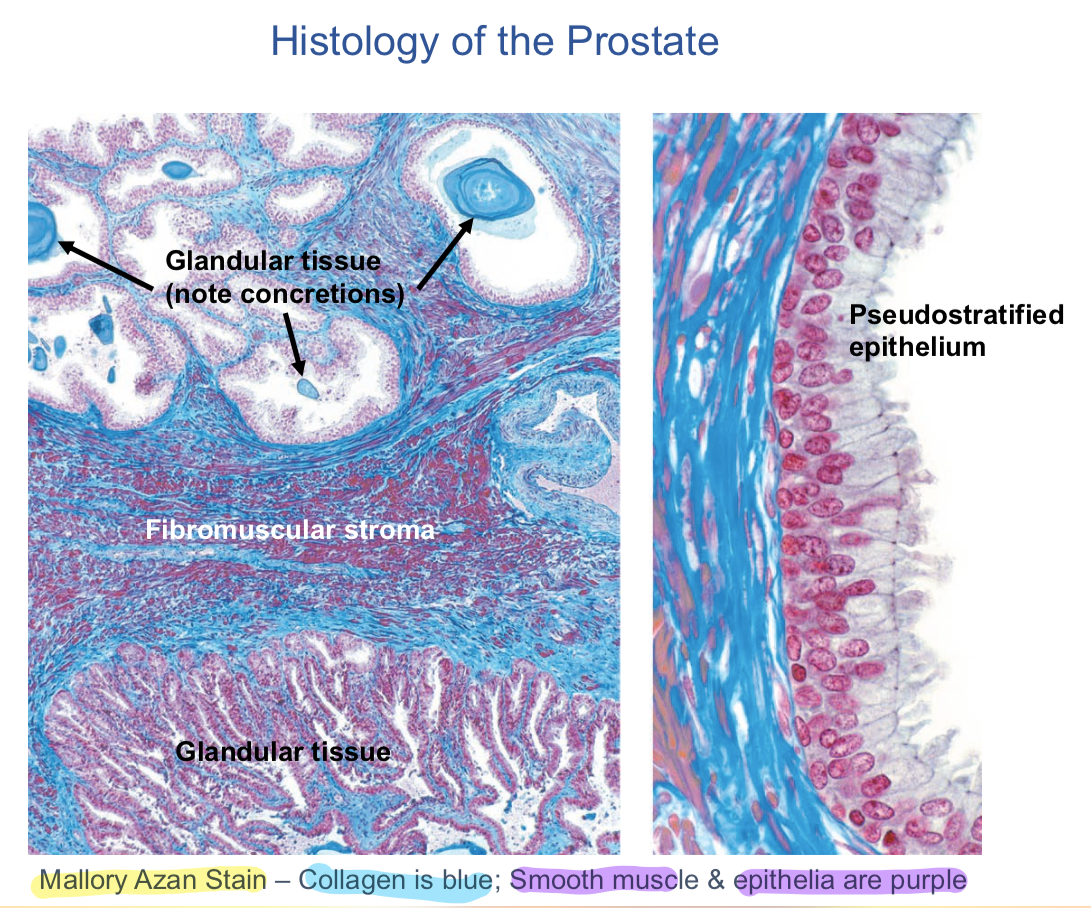 Histology of the Prostate
Glandular tissue
(note concretions)
Pseudostratified
epithelium
Fibromuscular stroma
Glandular tissue
Mallory Azan Stain – Collagen is blue; Smooth muscle & epithelia are purple